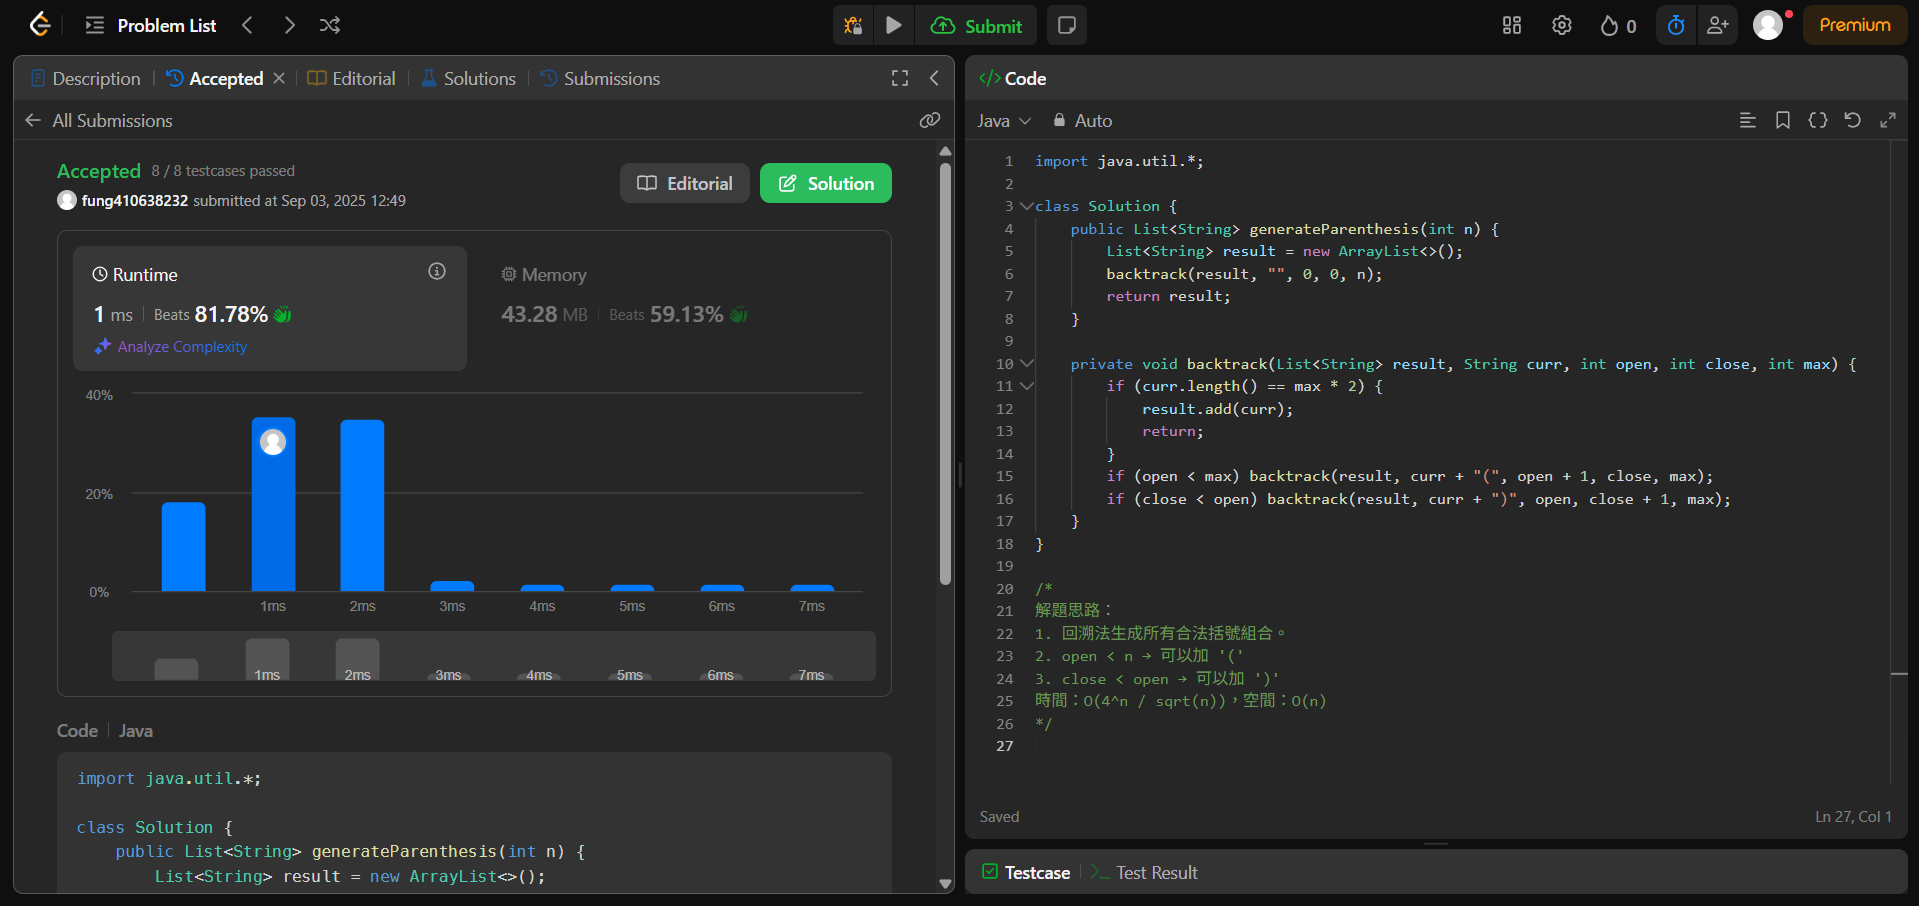 Problem List
Submit
0
Premium
Description
Accepted
Editorial
Solutions
Submissions
All Submissions
Accepted 8 / 8 testcases passed
fung410638232 submitted at Sep 03, 2025 12:49
Editorial
Solution
Runtime
1 ms Beats 81.78%
Analyze Complexity
Memory
43.28 MB Beats 59.13%
40%
20%
0%
1ms 2ms 3ms 4ms 5ms 6ms 7ms
1ms 2ms 3ms 4ms 5ms 6ms 7ms
Code Java
import java.util.*;
class Solution {
public List<String> generateParenthesis(int n) {
List<String> result = new ArrayList<>();
</> Code
Java Auto
1 import java.util.*;
2
3 class Solution {
4 public List<String> generateParenthesis(int n) {
5 List<String> result = new ArrayList<>();
6 backtrack(result, "", 0, 0, n);
7 return result;
8 }
9
10 private void backtrack(List<String> result, String curr, int open, int close, int max) {
11 if (curr.length() == max * 2) {
12 result.add(curr);
13 return;
14 }
15 if (open < max) backtrack(result, curr + "(", open + 1, close, max);
16 if (close < open) backtrack(result, curr + ")", open, close + 1, max);
17 }
18 }
19
20 /*
21 解題思路：
22 1. 回溯法生成所有合法括號組合。
23 2. open < n → 可以加 '('
24 3. close < open → 可以加 ')'
25 時間：O(4^n / sqrt(n))，空間：O(n)
26 */
27
Saved
Ln 27, Col 1
Testcase
Test Result